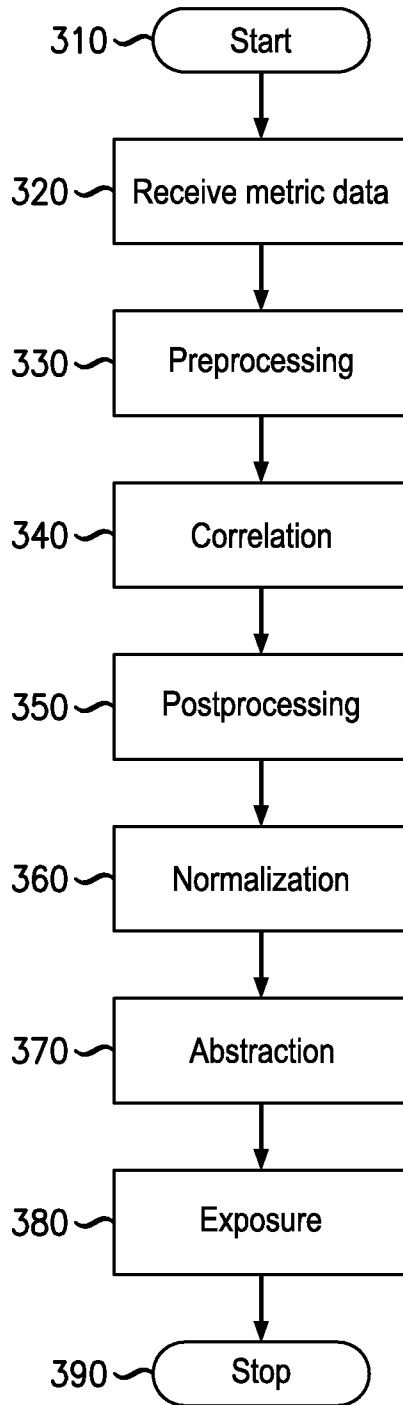 310 Start
320 Receive metric data
330 Preprocessing
340 Correlation
350 Postprocessing
360 Normalization
370 Abstraction
380 Exposure
390 Stop